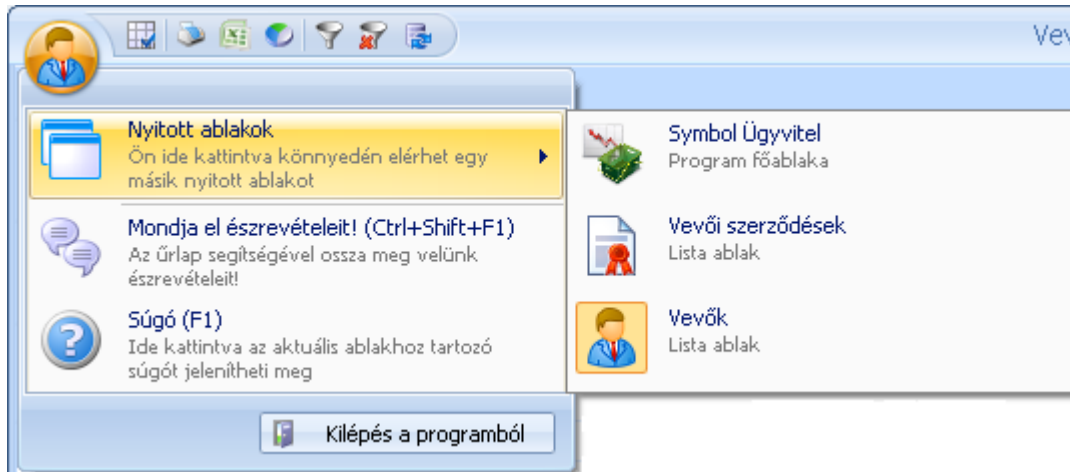 Nyitott ablakok
Ön ide kattintva könnyedén elérhet egy
másik nyitott ablakot
Mondja el észrevételeit! (Ctrl+Shift+F1)
Az űrlap segítségével ossza meg velünk
észrevételeit!
Súgó (F1)
Ide kattintva az aktuális ablakhoz tartozó
súgót jelenítheti meg
Kilépés a programból
Symbol Ügyvitel
Program főablaka
Vevői szerződések
Lista ablak
Vevők
Lista ablak